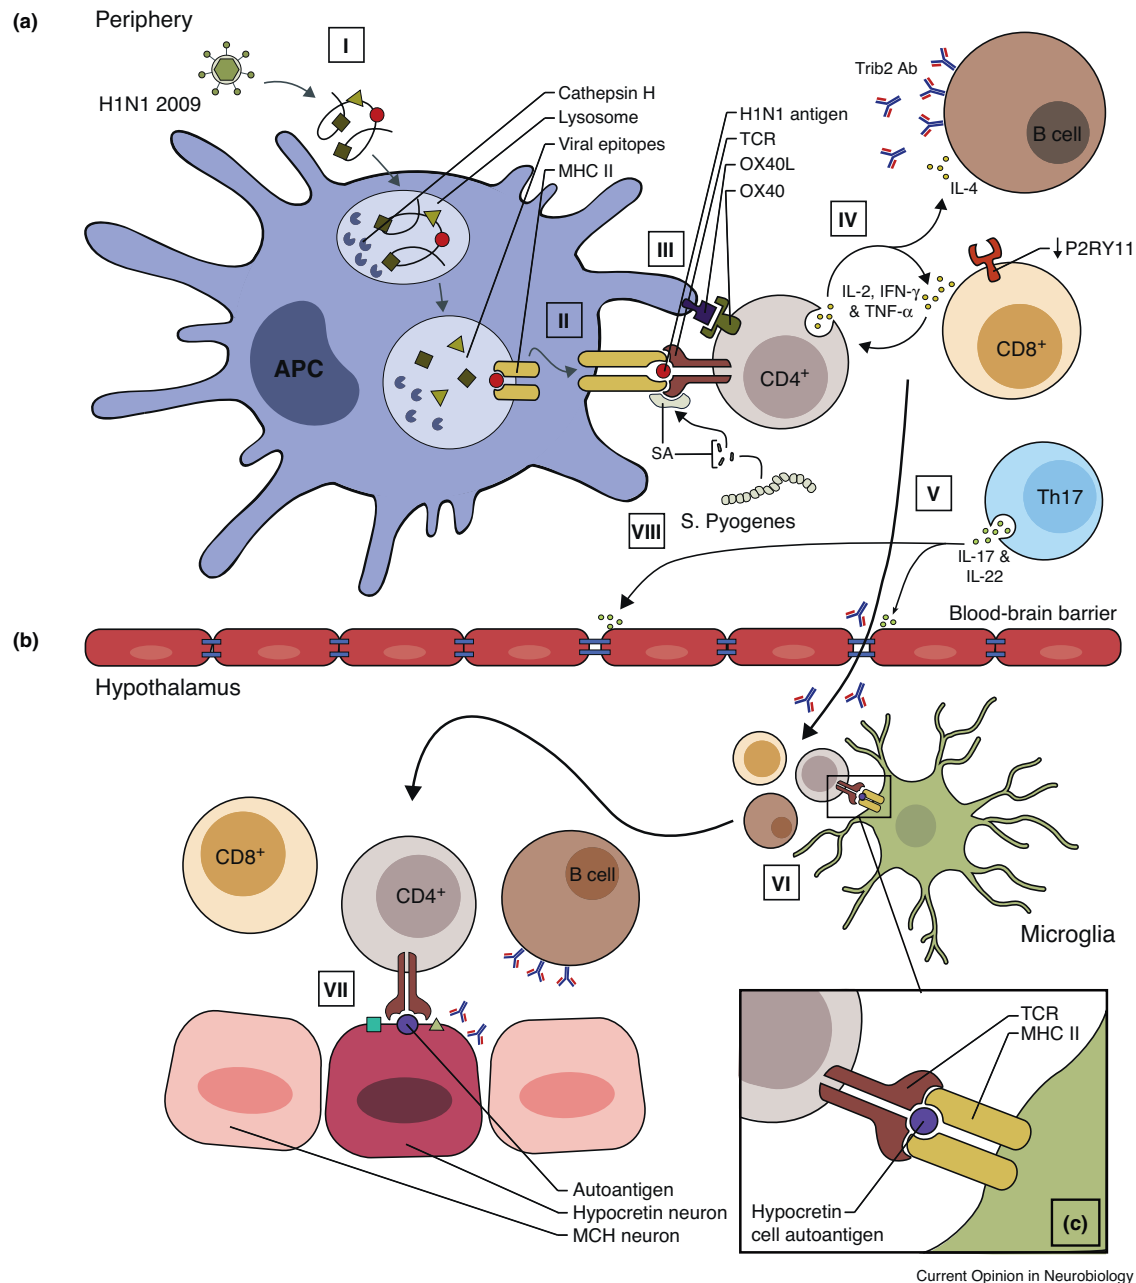 (a)
Periphery
I
H1N1 2009
Cathepsin H
Lysosome
Viral epitopes
MHC II
H1N1 antigen
TCR
OX40L
OX40
Trib2 Ab
B cell
IL-4
IV
III
II
↓P2RY11
IL-2, IFN-γ
& TNF-α
CD8+
CD4+
APC
SA
S. Pyogenes
V
Th17
VIII
IL-17 &
IL-22
Blood-brain barrier
(b)
Hypothalamus
CD8+
CD4+
B cell
VI
Microglia
VII
TCR
MHC II
Autoantigen
Hypocretin neuron
MCH neuron
Hypocretin
cell autoantigen
(c)
Current Opinion in Neurobiology